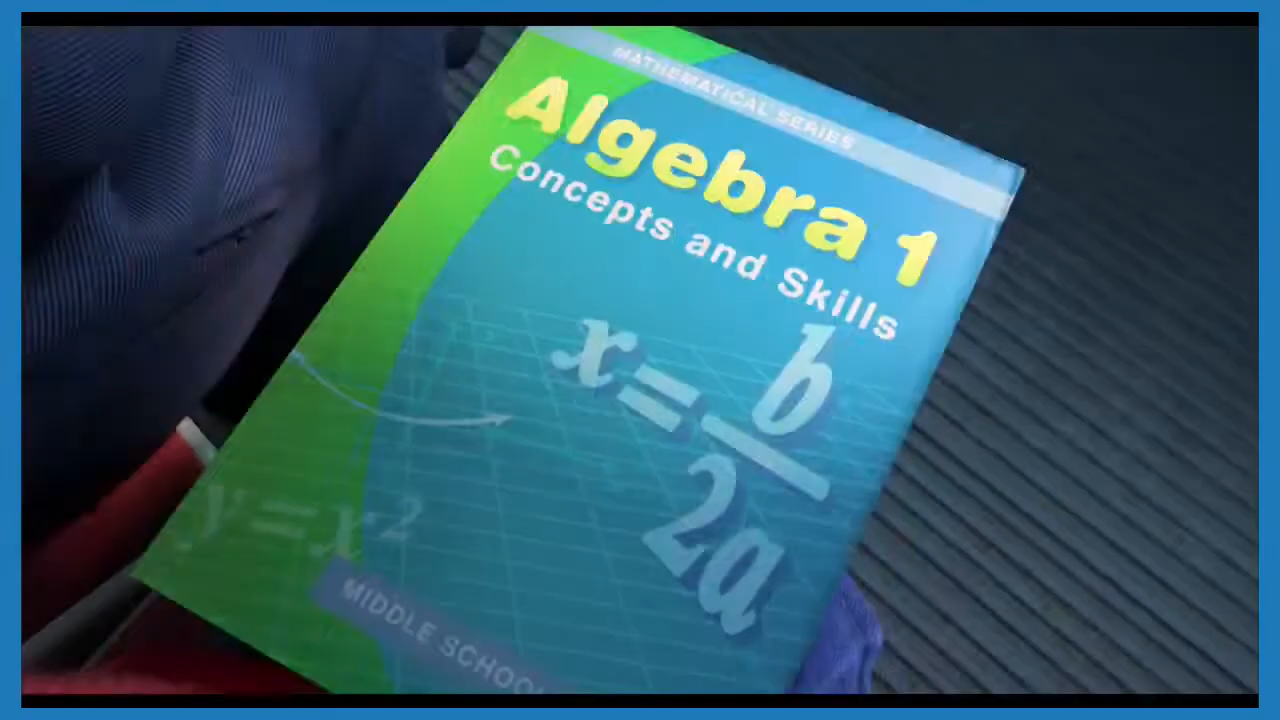 MATHEMATICAL SERIES
Algebra 1
Concepts and Skills
x = b/2a
y = x²
MIDDLE SCHOOL